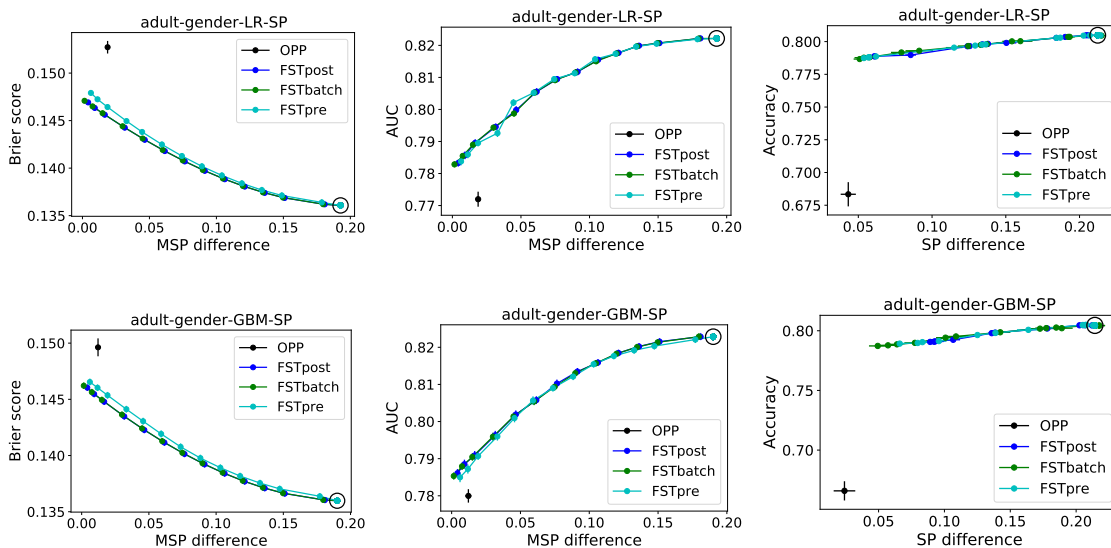 adult-gender-LR-SP
0.150
0.145
0.140
0.135
Brier score
OPP
FSTpost
FSTbatch
FSTpre
0.00 0.05 0.10 0.15 0.20
MSP difference
adult-gender-LR-SP
0.82
0.81
0.80
0.79
0.78
0.77
AUC
OPP
FSTpost
FSTbatch
FSTpre
0.00 0.05 0.10 0.15 0.20
MSP difference
adult-gender-LR-SP
0.800
0.775
0.750
0.725
0.700
0.675
Accuracy
OPP
FSTpost
FSTbatch
FSTpre
0.05 0.10 0.15 0.20
SP difference
adult-gender-GBM-SP
0.150
0.145
0.140
0.135
Brier score
OPP
FSTpost
FSTbatch
FSTpre
0.00 0.05 0.10 0.15 0.20
MSP difference
adult-gender-GBM-SP
0.82
0.81
0.80
0.79
0.78
AUC
OPP
FSTpost
FSTbatch
FSTpre
0.00 0.05 0.10 0.15 0.20
MSP difference
adult-gender-GBM-SP
0.80
0.75
0.70
Accuracy
OPP
FSTpost
FSTbatch
FSTpre
0.05 0.10 0.15 0.20
SP difference